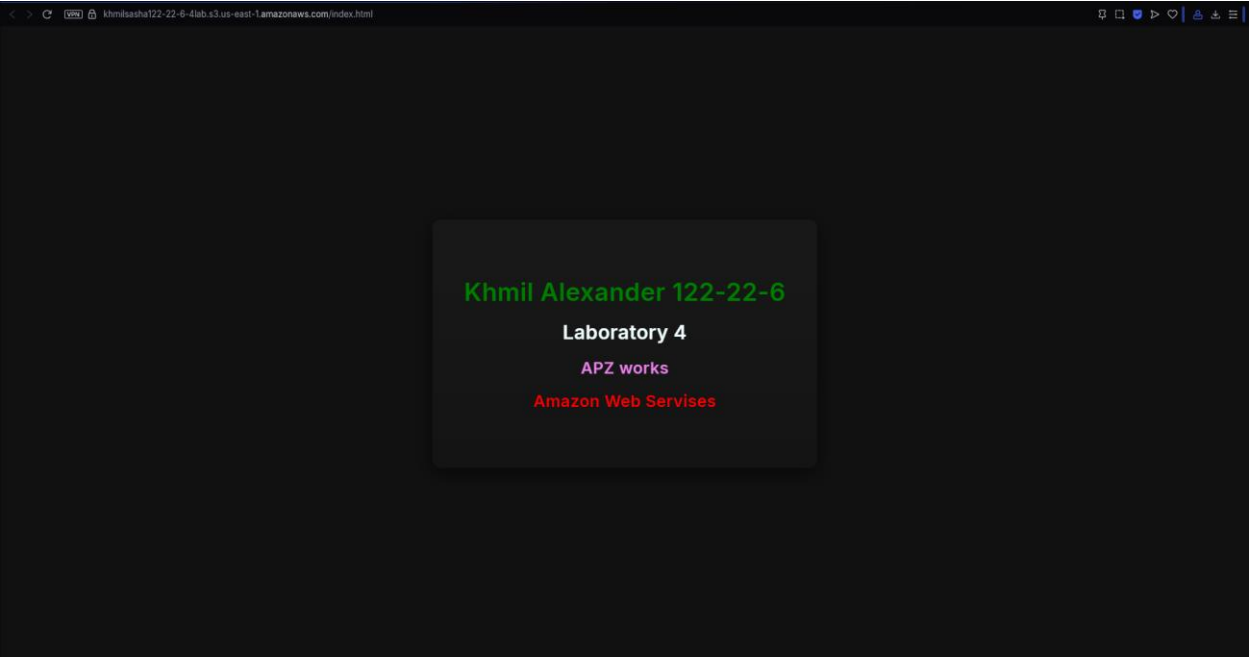 VPN khmilsasha122-22-6-4lab.s3.us-east-1.amazonaws.com/index.html
Khmil Alexander 122-22-6
Laboratory 4
APZ works
Amazon Web Servises